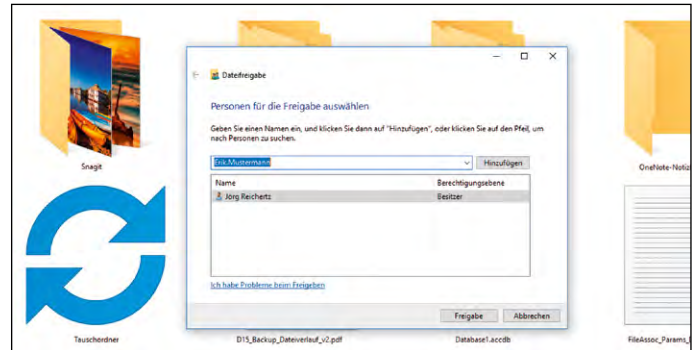 Dateifreigabe
Personen für die Freigabe auswählen
Geben Sie einen Namen ein, und klicken Sie dann auf "Hinzufügen", oder klicken Sie auf den Pfeil, um
nach Personen zu suchen.
Erik.Mustermann
Hinzufügen
Name Berechtigungsebene
Jörg Reichertz Besitzer
Ich habe Probleme beim Freigeben
Freigabe Abbrechen
Snagit
OneNote-Notiz
Tauschordner
D15_Backup_Dateiverlauf_v2.pdf
Database1.accdb
FileAssoc_Params_